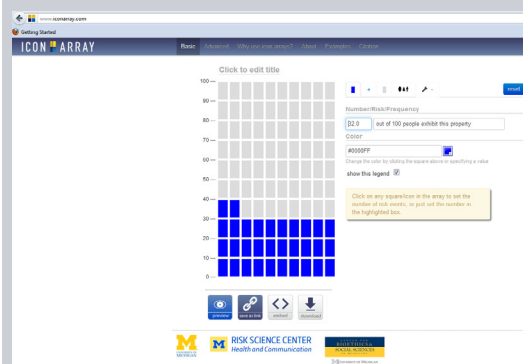 www.iconarray.com
Getting Started
ICON ARRAY
Basic Advanced Why use icon arrays? About Examples Citation
Click to edit title
100
90
80
70
60
50
40
30
20
10
0
reset
Number/Risk/Frequency
32.0 out of 100 people exhibit this property
Color
#0000FF
Change the color by clicking the square above or specifying a value
show this legend
Click on any square/icon in the array to set the
number of risk events, or just set the number in
the highlighted box.
preview save as link embed download
RISK SCIENCE CENTER
Health and Communication
BIOETHICS &
SOCIAL SCIENCES